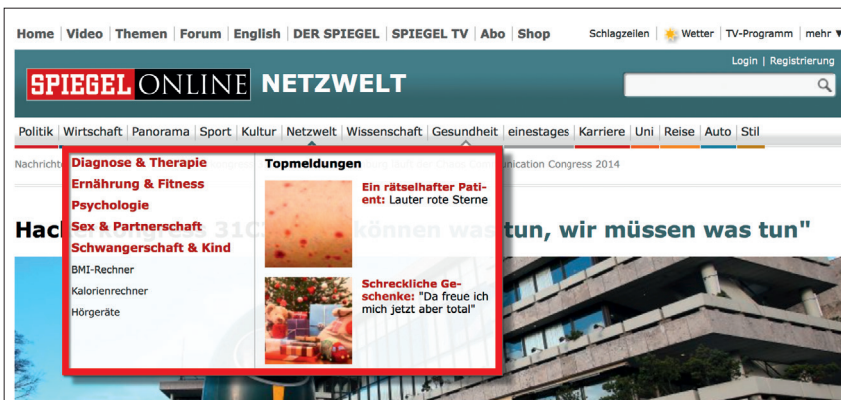 Home | Video | Themen | Forum | English | DER SPIEGEL | SPIEGEL TV | Abo | Shop
Schlagzeilen | Wetter | TV-Programm | mehr ▼
Login | Registrierung
SPIEGEL ONLINE NETZWELT
Politik | Wirtschaft | Panorama | Sport | Kultur | Netzwelt | Wissenschaft | Gesundheit | einestages | Karriere | Uni | Reise | Auto | Stil
Congress 2014
Diagnose & Therapie
Ernährung & Fitness
Psychologie
Sex & Partnerschaft
Schwangerschaft & Kind
BMI-Rechner
Kalorienrechner
Hörgeräte
Topmeldungen
Ein rätselhafter Pati-
ent: Lauter rote Sterne
Schreckliche Ge-
schenke: "Da freue ich
mich jetzt aber total"
können was tun, wir müssen was tun"